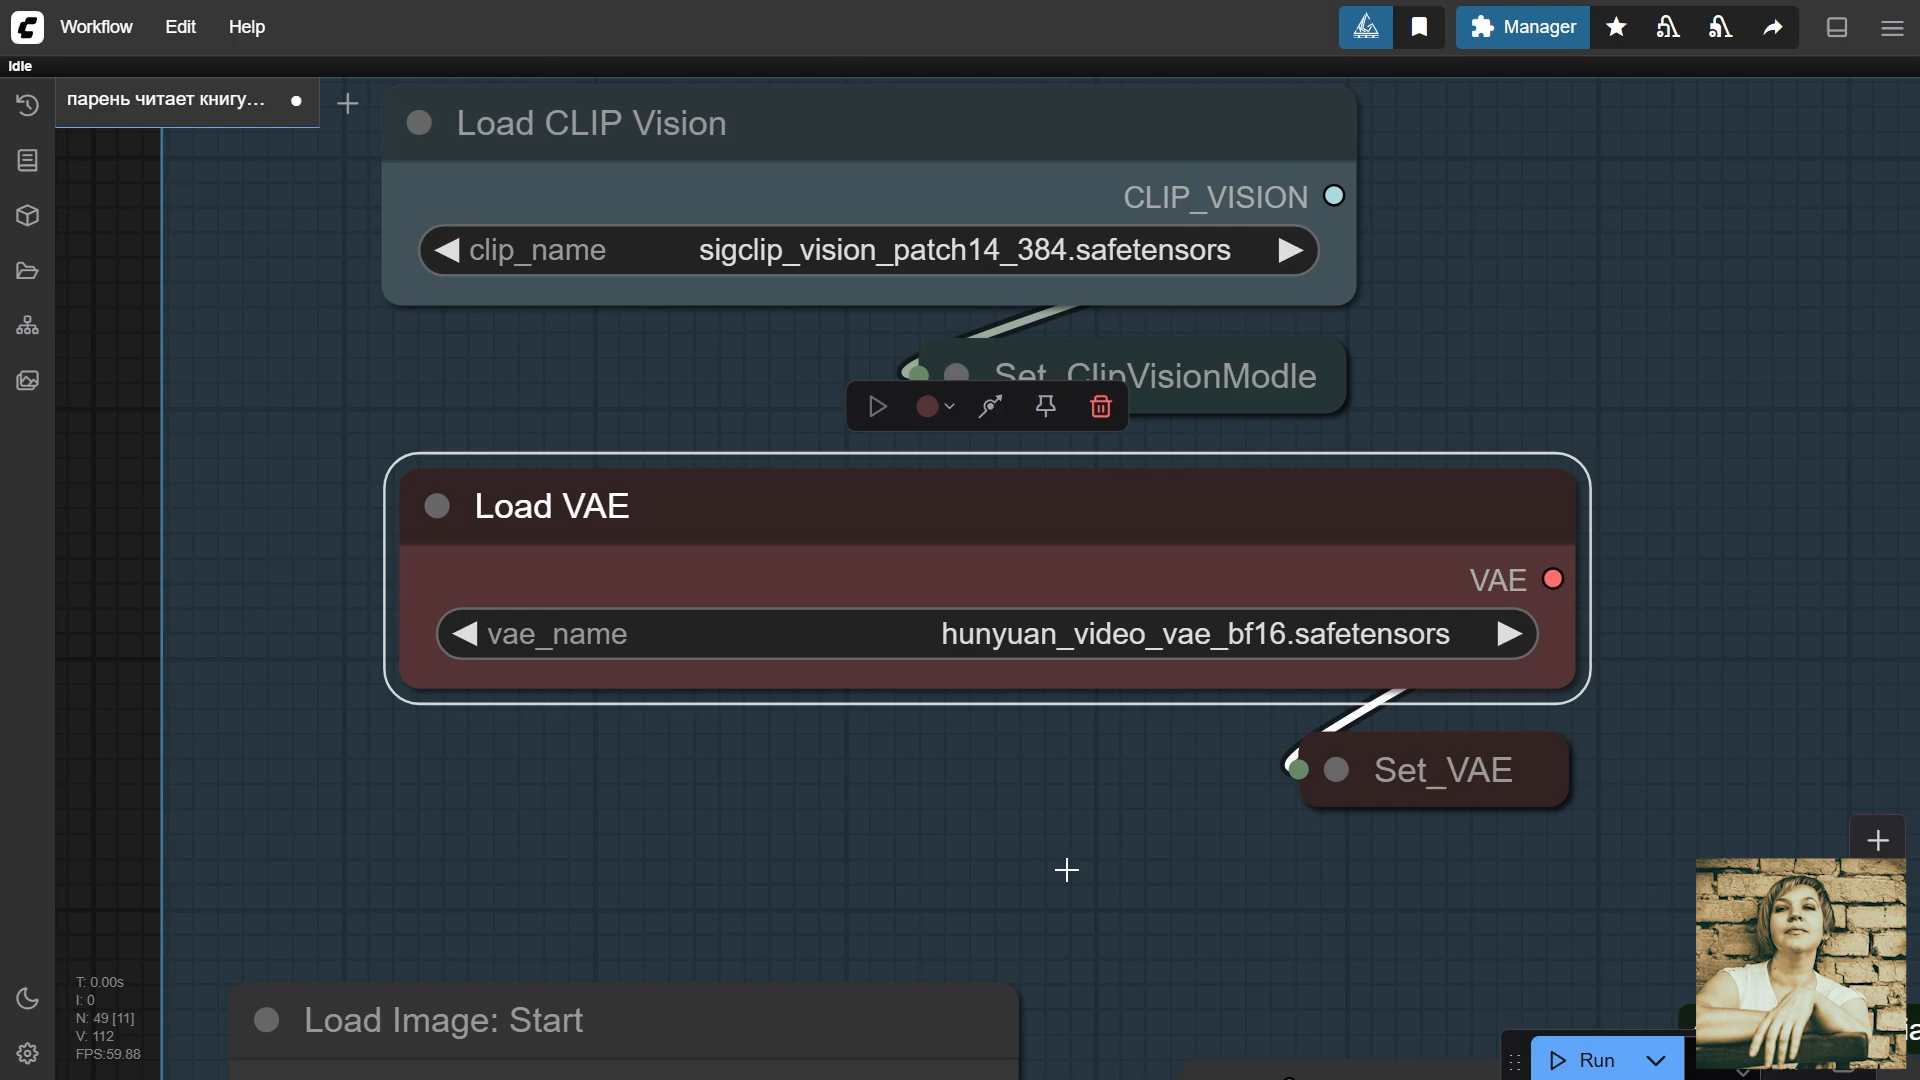 Workflow Edit Help
Manager
Idle
парень читает книгу...
Load CLIP Vision
CLIP_VISION
clip_name sigclip_vision_patch14_384.safetensors
Set_ClipVisionModle
Load VAE
VAE
vae_name hunyuan_video_vae_bf16.safetensors
Set_VAE
T: 0.00s
I: 0
N: 49 [11]
V: 112
FPS:59.88
Load Image: Start
Run